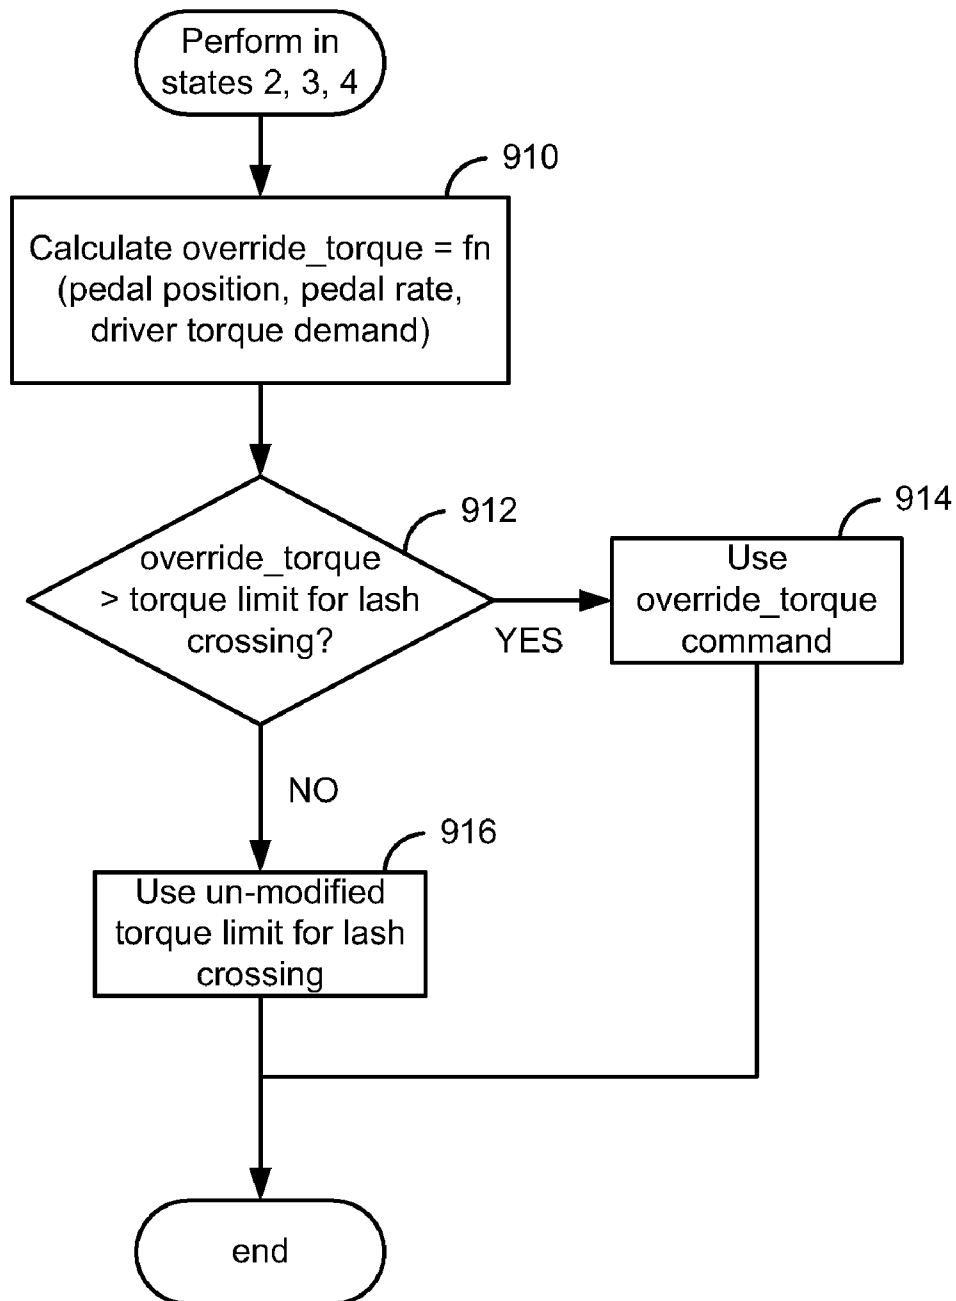 Perform in
states 2, 3, 4
910
Calculate override_torque = fn
(pedal position, pedal rate,
driver torque demand)
912
override_torque
> torque limit for lash
crossing?
914
Use
override_torque
command
YES
NO
916
Use un-modified
torque limit for lash
crossing
end